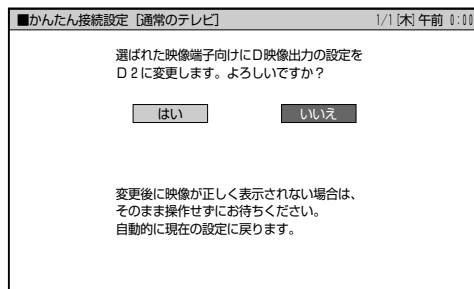 ■かんたん接続設定［通常のテレビ］ 1/1[木]午前 0:00
選ばれた映像端子向けにD映像出力の設定を
D２に変更します。よろしいですか？
はい いいえ
変更後に映像が正しく表示されない場合は、
そのまま操作せずにお待ちください。
自動的に現在の設定に戻ります。